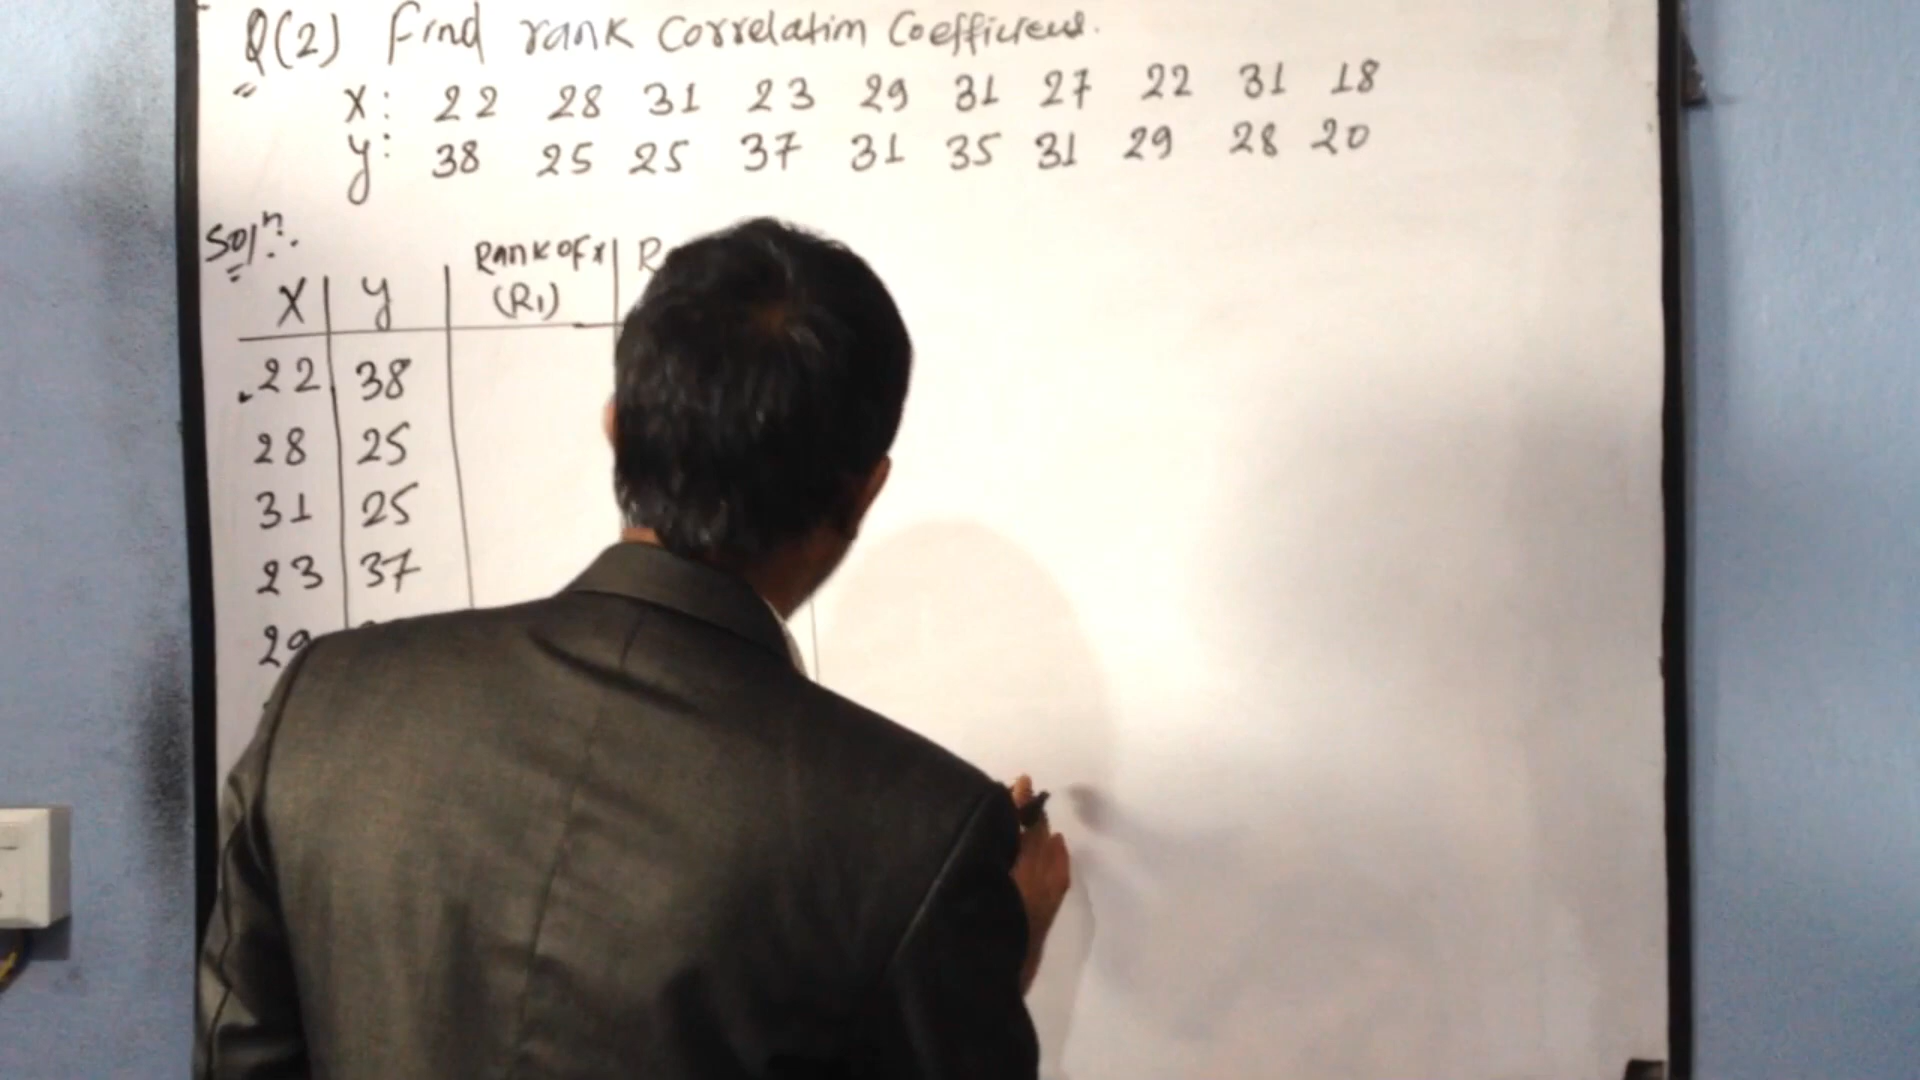 Q(2) Find rank Correlation Coefficient.
X: 22 28 31 23 29 31 27 22 31 18
y: 38 25 25 37 31 35 31 29 28 20
Solⁿ.
X y Rank of x (R1) R
22 38
28 25
31 25
23 37
29